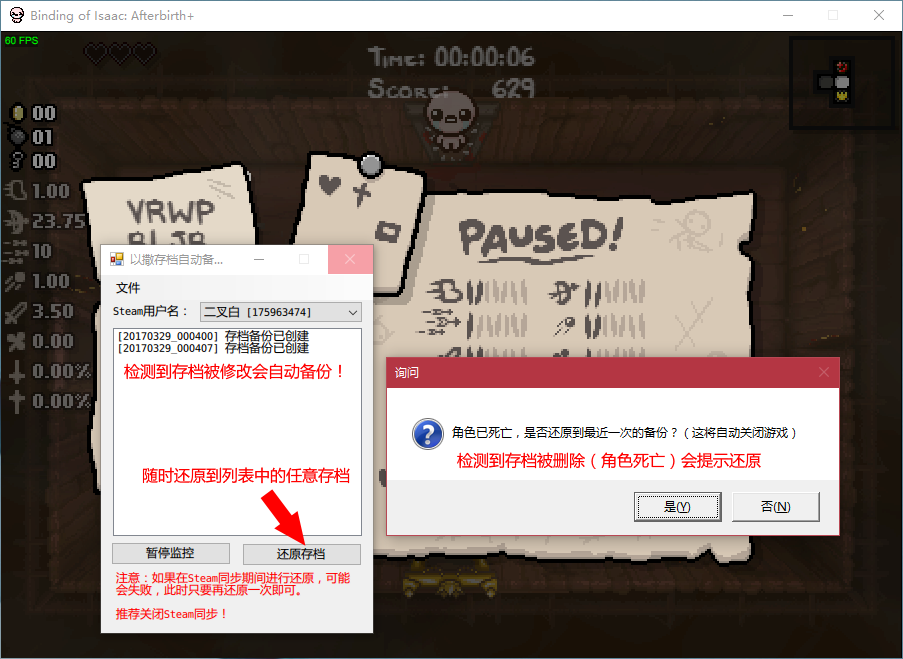 Binding of Isaac: Afterbirth+
60 FPS
TIME: 00:00:06
SCORE: 629
00
01
00
1.00
23.75
10
1.00
3.50
0.00
0.00%
0.00%
VRWP
PAUSED!
以撒存档自动备...
文件
Steam用户名：
二叉白 [175963474]
[20170329_000400] 存档备份已创建
[20170329_000407] 存档备份已创建
检测到存档被修改会自动备份！
随时还原到列表中的任意存档
暂停监控
还原存档
注意：如果在Steam同步期间进行还原，可能
会失败，此时只要再还原一次即可。
推荐关闭Steam同步！
询问
角色已死亡，是否还原到最近一次的备份？（这将自动关闭游戏）
检测到存档被删除（角色死亡）会提示还原
是(Y)
否(N)